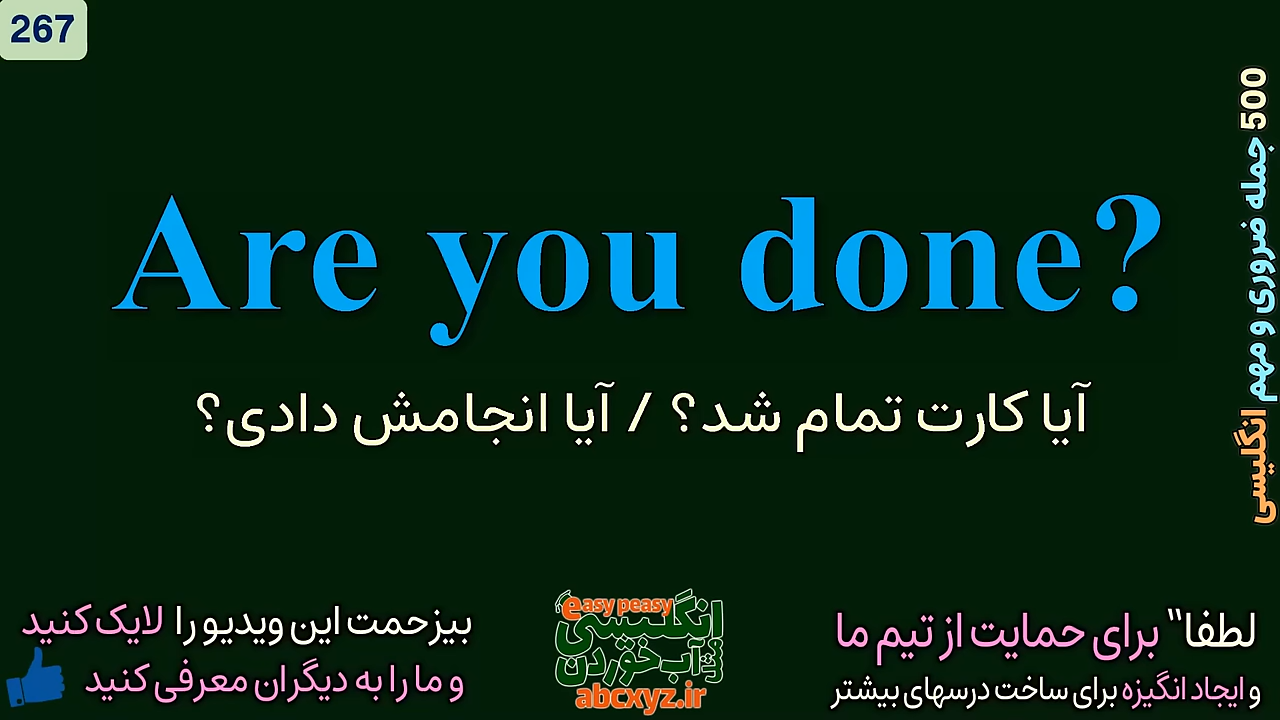 267
500 جمله ضروری و مهم انگلیسی
Are you done?
آیا کارت تمام شد؟ / آیا انجامش دادی؟
لطفا" برای حمایت از تیم ما
و ایجاد انگیزه برای ساخت درسهای بیشتر
easy peasy
انگلیسی
مثل آب خوردن
abcxyz.ir
بیزحمت این ویدیو را لایک کنید
و ما را به دیگران معرفی کنید